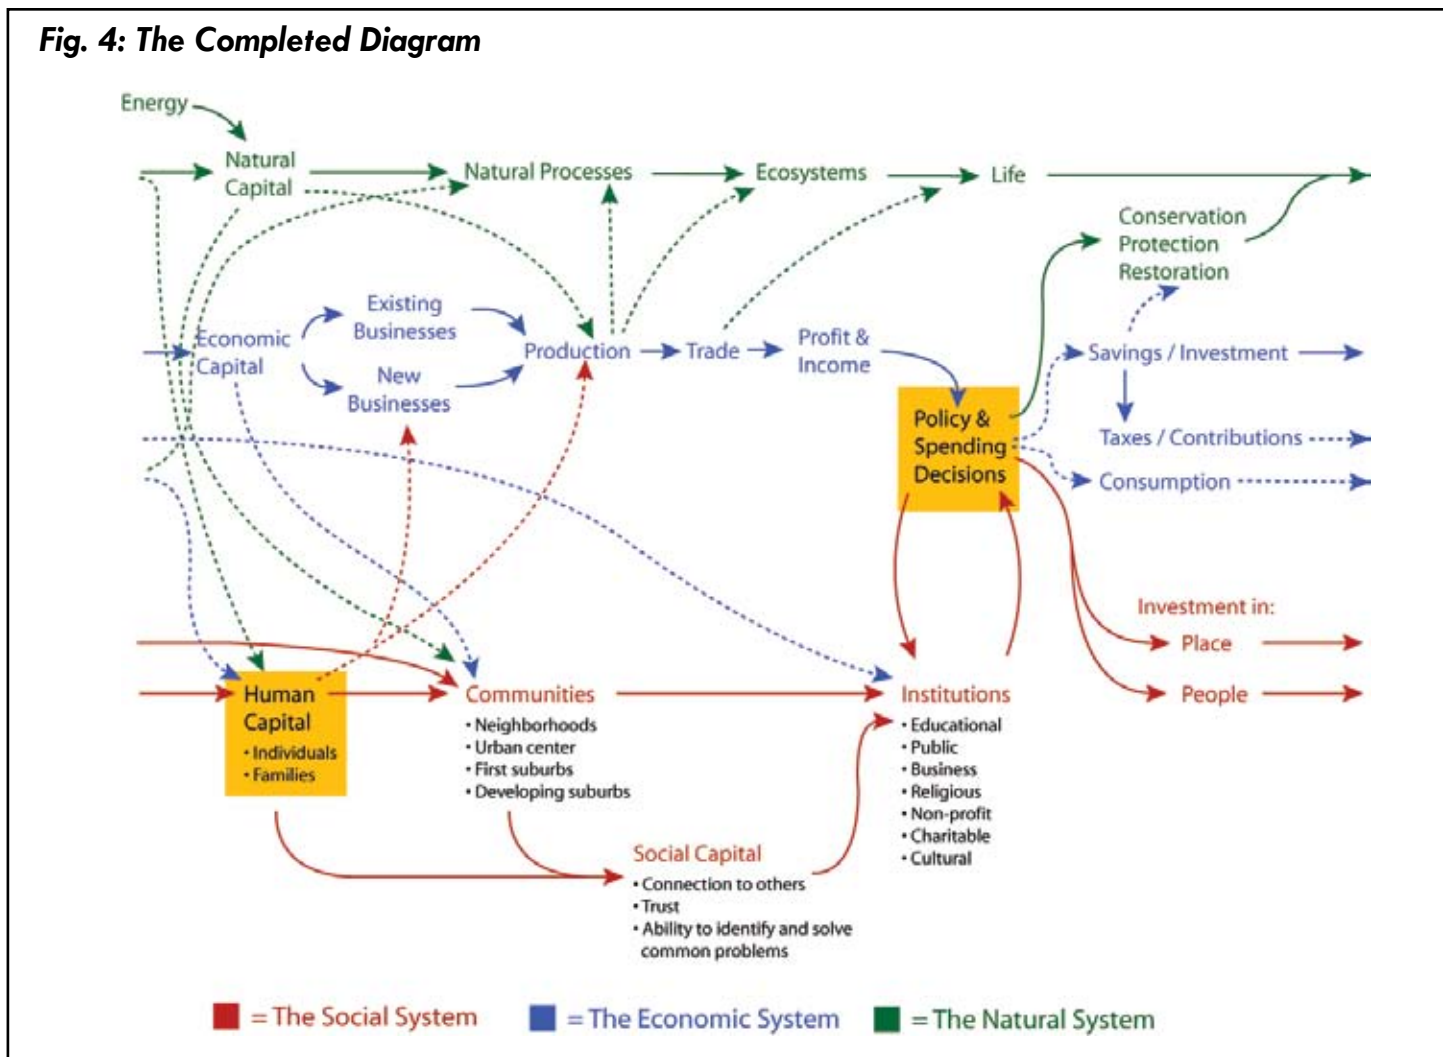 Fig. 4: The Completed Diagram
Energy
Natural
Capital
Natural Processes
Ecosystems
Life
Conservation
Protection
Restoration
Economic
Capital
Existing
Businesses
New
Businesses
Production
Trade
Profit &
Income
Policy &
Spending
Decisions
Savings / Investment
Taxes / Contributions
Consumption
Investment in:
Place
People
Human
Capital
• Individuals
• Families
Communities
• Neighborhoods
• Urban center
• First suburbs
• Developing suburbs
Institutions
• Educational
• Public
• Business
• Religious
• Non-profit
• Charitable
• Cultural
Social Capital
• Connection to others
• Trust
• Ability to identify and solve
common problems
= The Social System
= The Economic System
= The Natural System